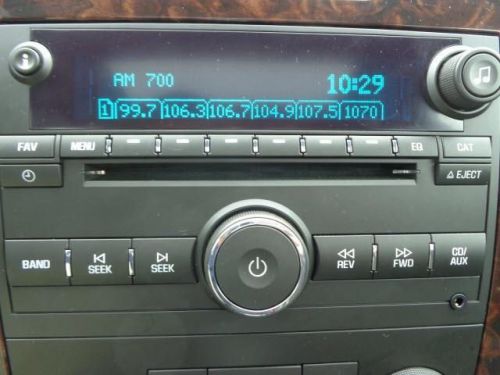 AM 700 10:29
1 99.7 106.3 106.7 104.9 107.5 1070
FAV MENU EQ CAT
EJECT
BAND SEEK SEEK REV FWD CD/
AUX